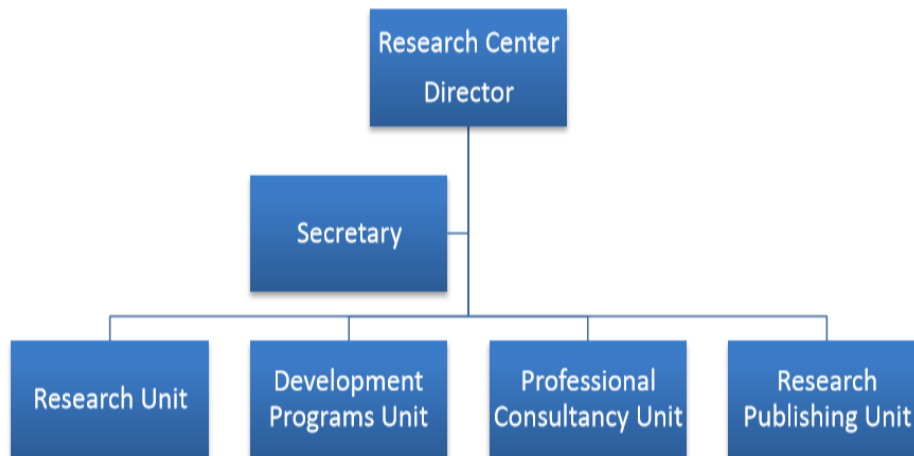 Research Center
Director
Secretary
Research Unit
Development
Programs Unit
Professional
Consultancy Unit
Research
Publishing Unit